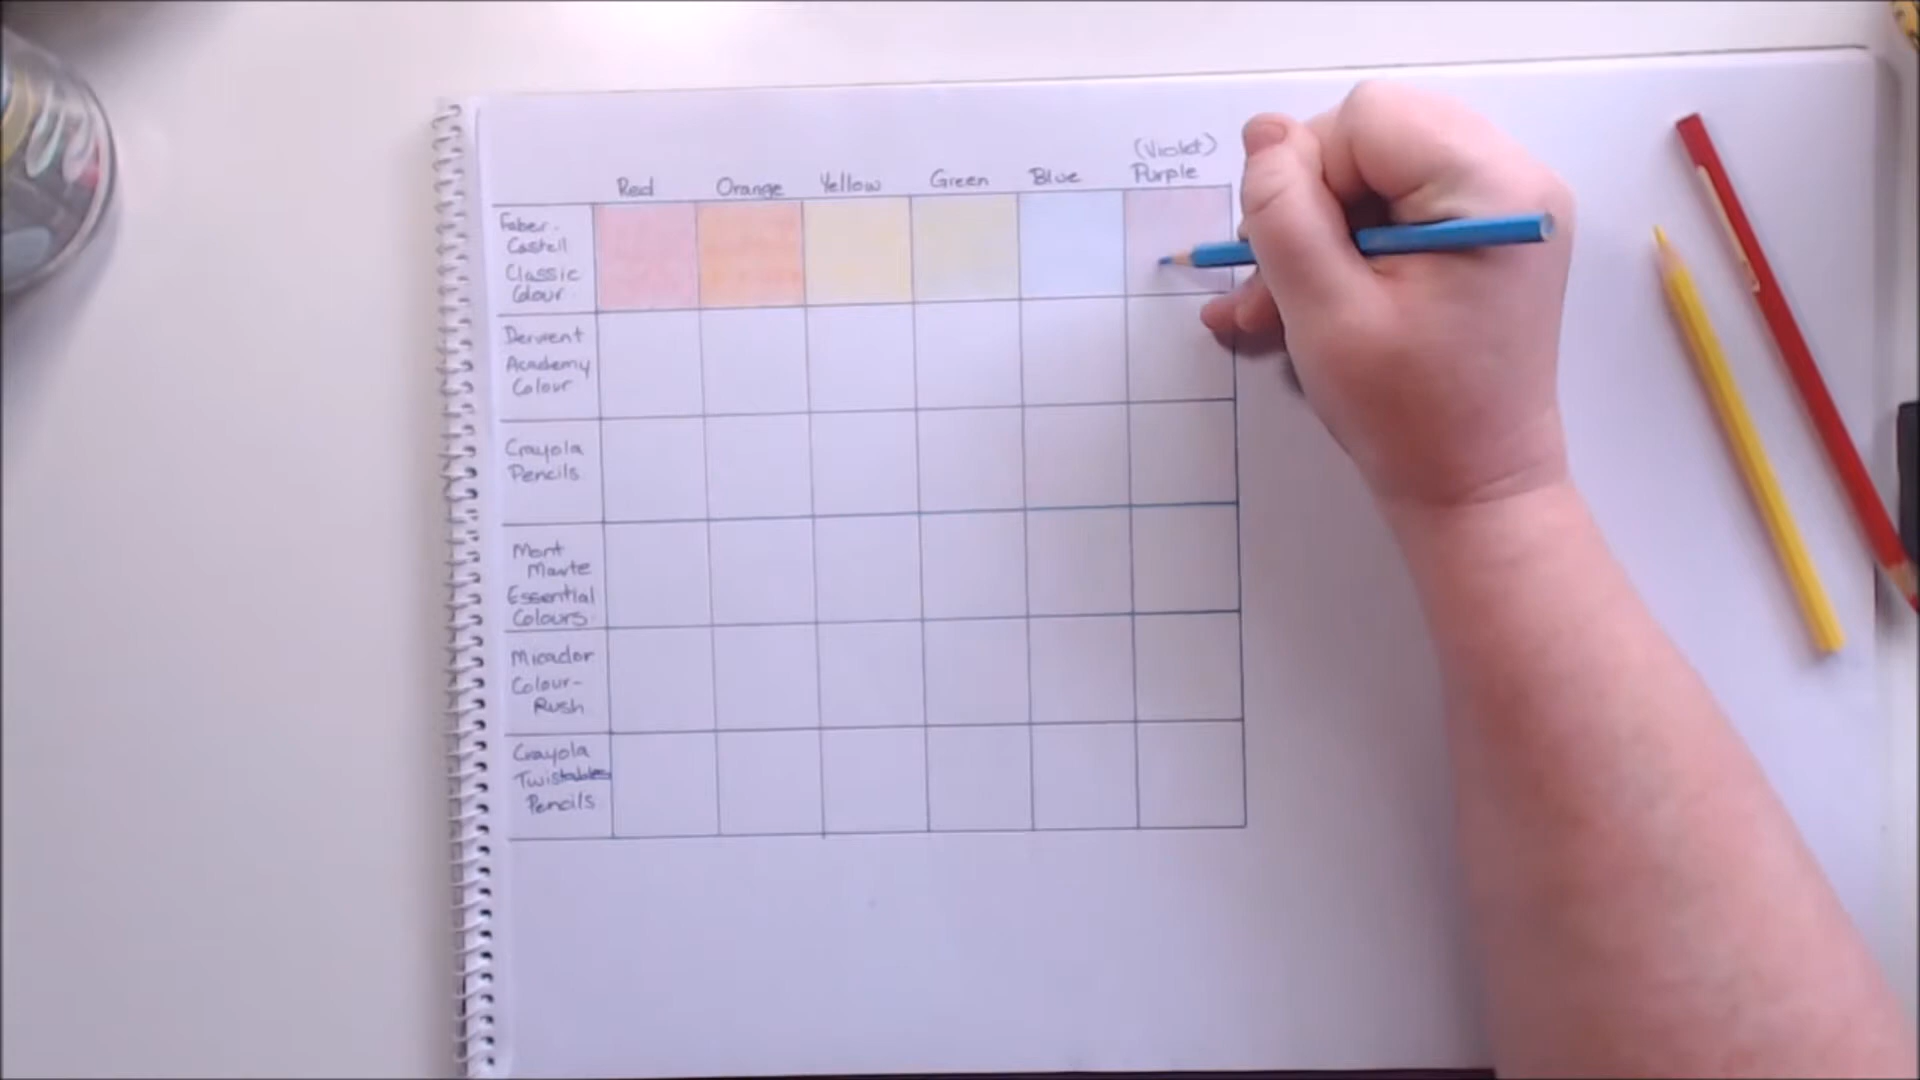 (Violet)
Red Orange Yellow Green Blue Purple
Faber-
Castell
Classic
Colour
Derwent
Academy
Colour
Crayola
Pencils
Mont
Marte
Essential
Colours
Micador
Colour-
Rush
Crayola
Twistables
Pencils